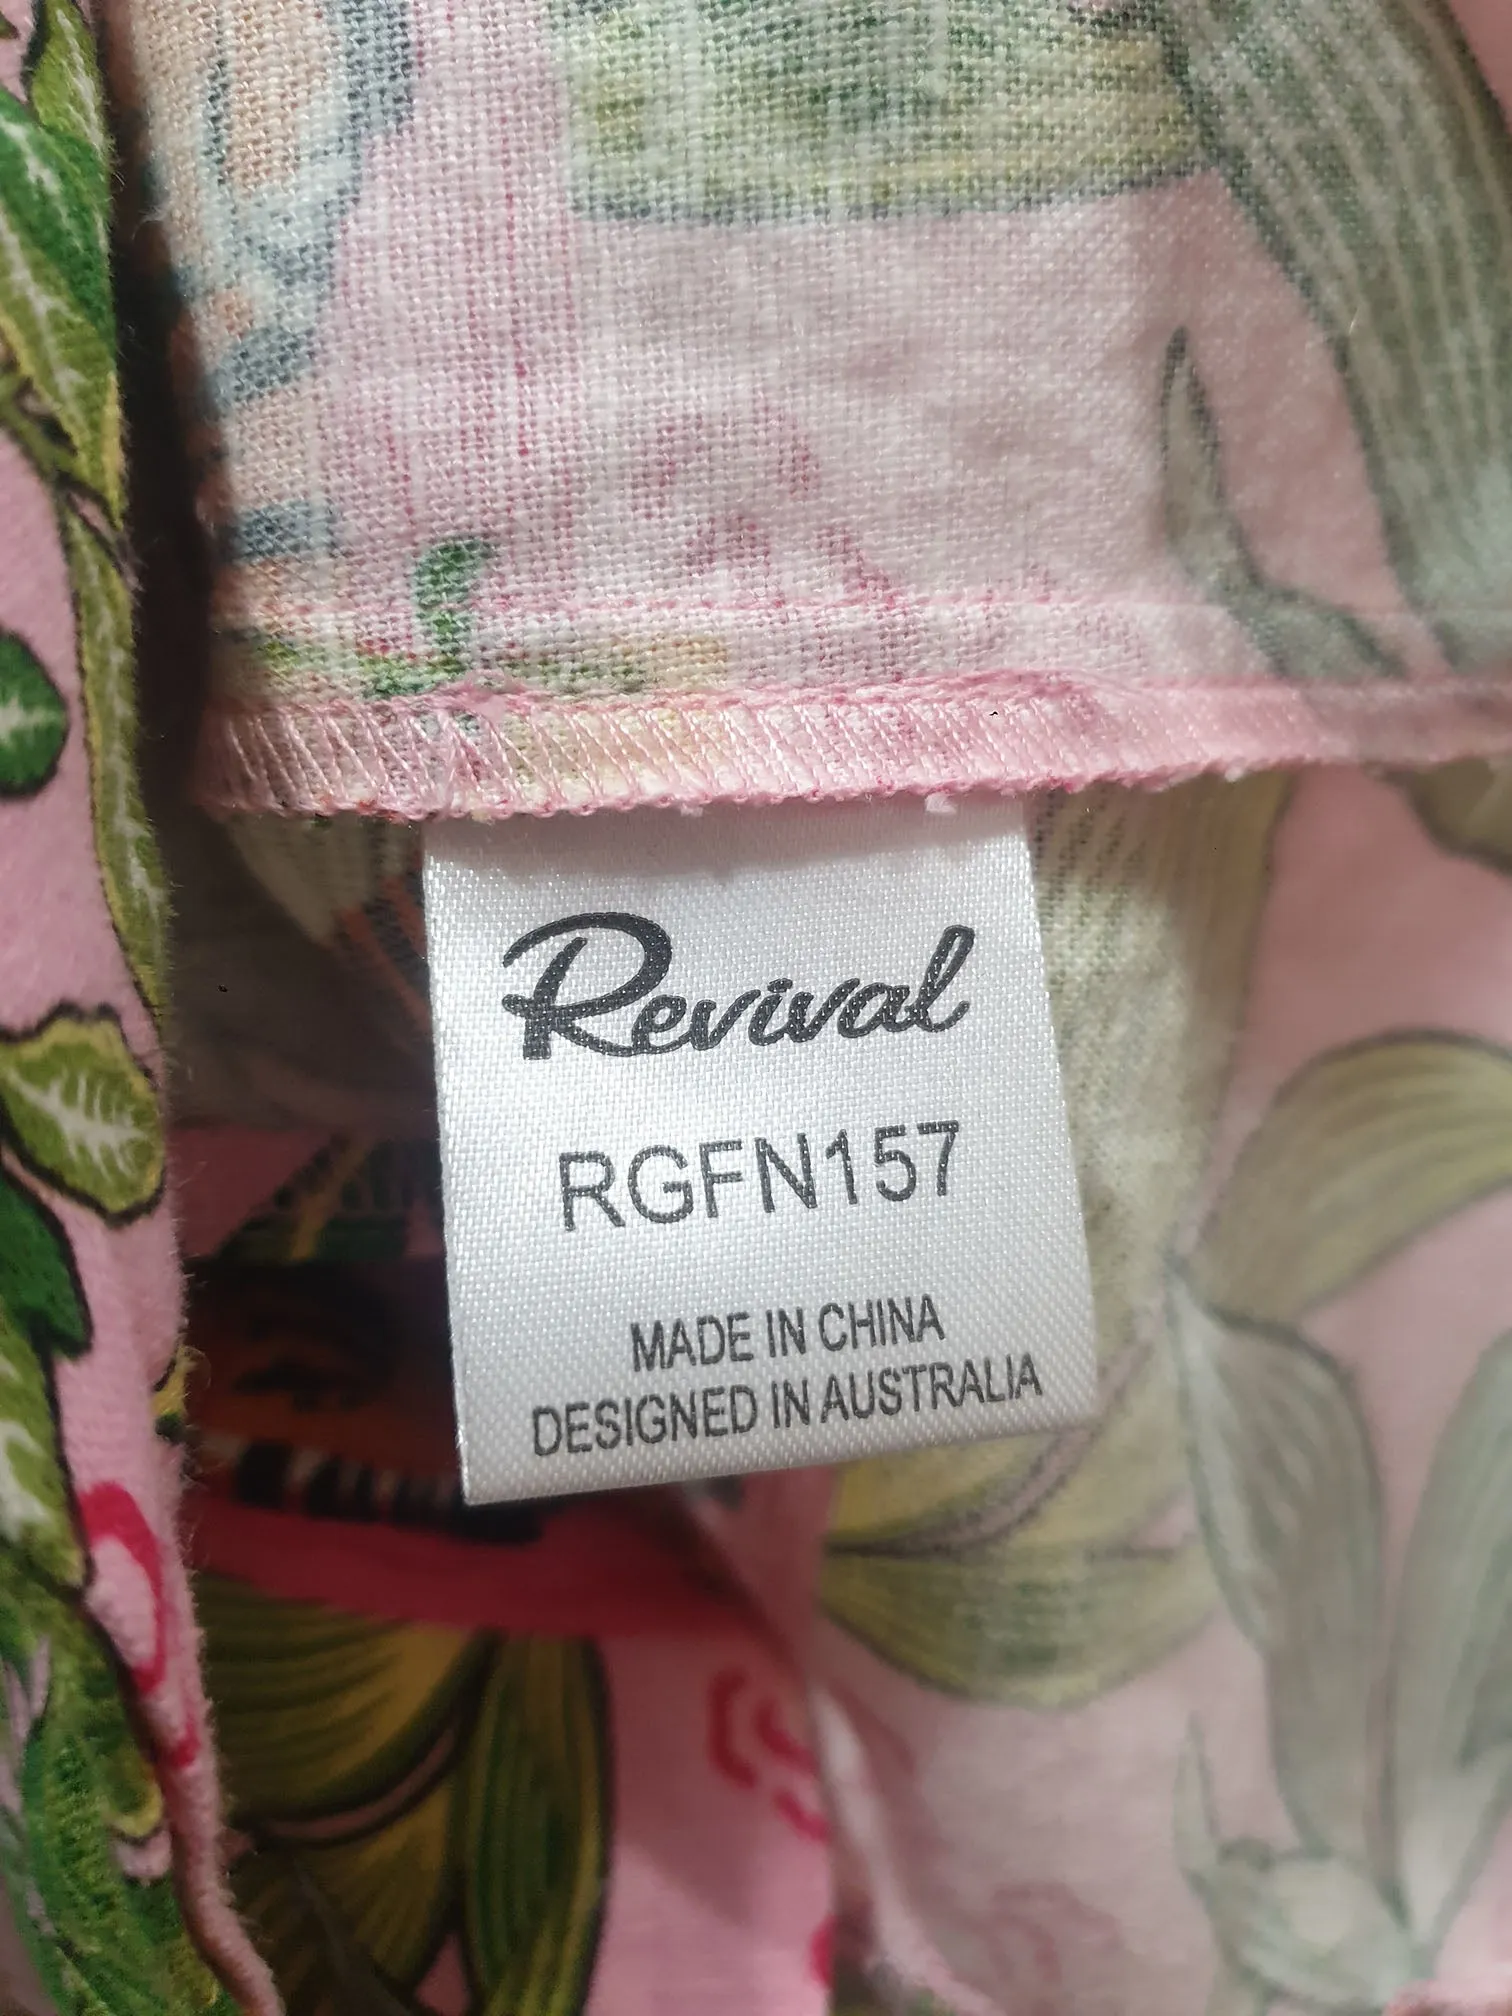 Revival
RGFN157
MADE IN CHINA
DESIGNED IN AUSTRALIA